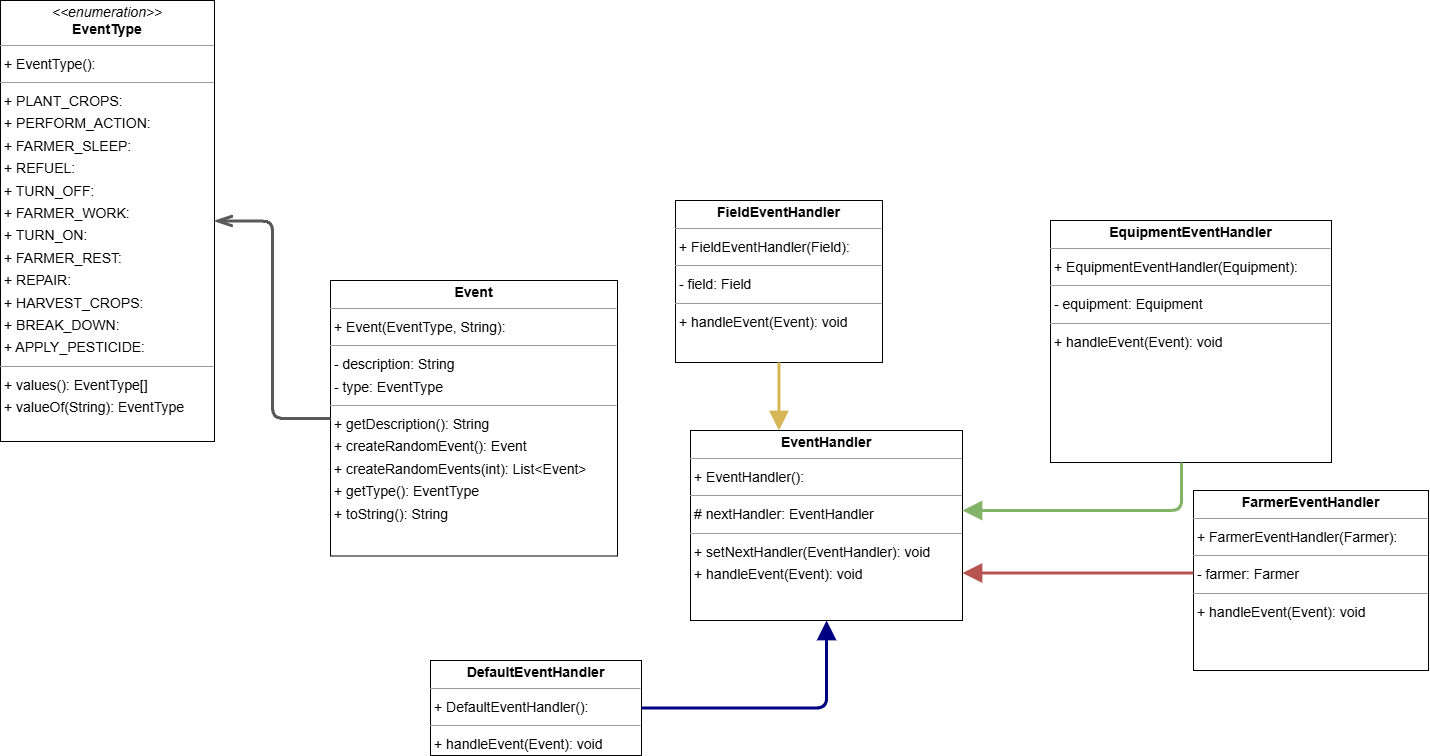 <<enumeration>>
EventType
+ EventType():
+ PLANT_CROPS:
+ PERFORM_ACTION:
+ FARMER_SLEEP:
+ REFUEL:
+ TURN_OFF:
+ FARMER_WORK:
+ TURN_ON:
+ FARMER_REST:
+ REPAIR:
+ HARVEST_CROPS:
+ BREAK_DOWN:
+ APPLY_PESTICIDE:
+ values(): EventType[]
+ valueOf(String): EventType
Event
+ Event(EventType, String):
- description: String
- type: EventType
+ getDescription(): String
+ createRandomEvent(): Event
+ createRandomEvents(int): List<Event>
+ getType(): EventType
+ toString(): String
FieldEventHandler
+ FieldEventHandler(Field):
- field: Field
+ handleEvent(Event): void
EquipmentEventHandler
+ EquipmentEventHandler(Equipment):
- equipment: Equipment
+ handleEvent(Event): void
EventHandler
+ EventHandler():
# nextHandler: EventHandler
+ setNextHandler(EventHandler): void
+ handleEvent(Event): void
FarmerEventHandler
+ FarmerEventHandler(Farmer):
- farmer: Farmer
+ handleEvent(Event): void
DefaultEventHandler
+ DefaultEventHandler():
+ handleEvent(Event): void